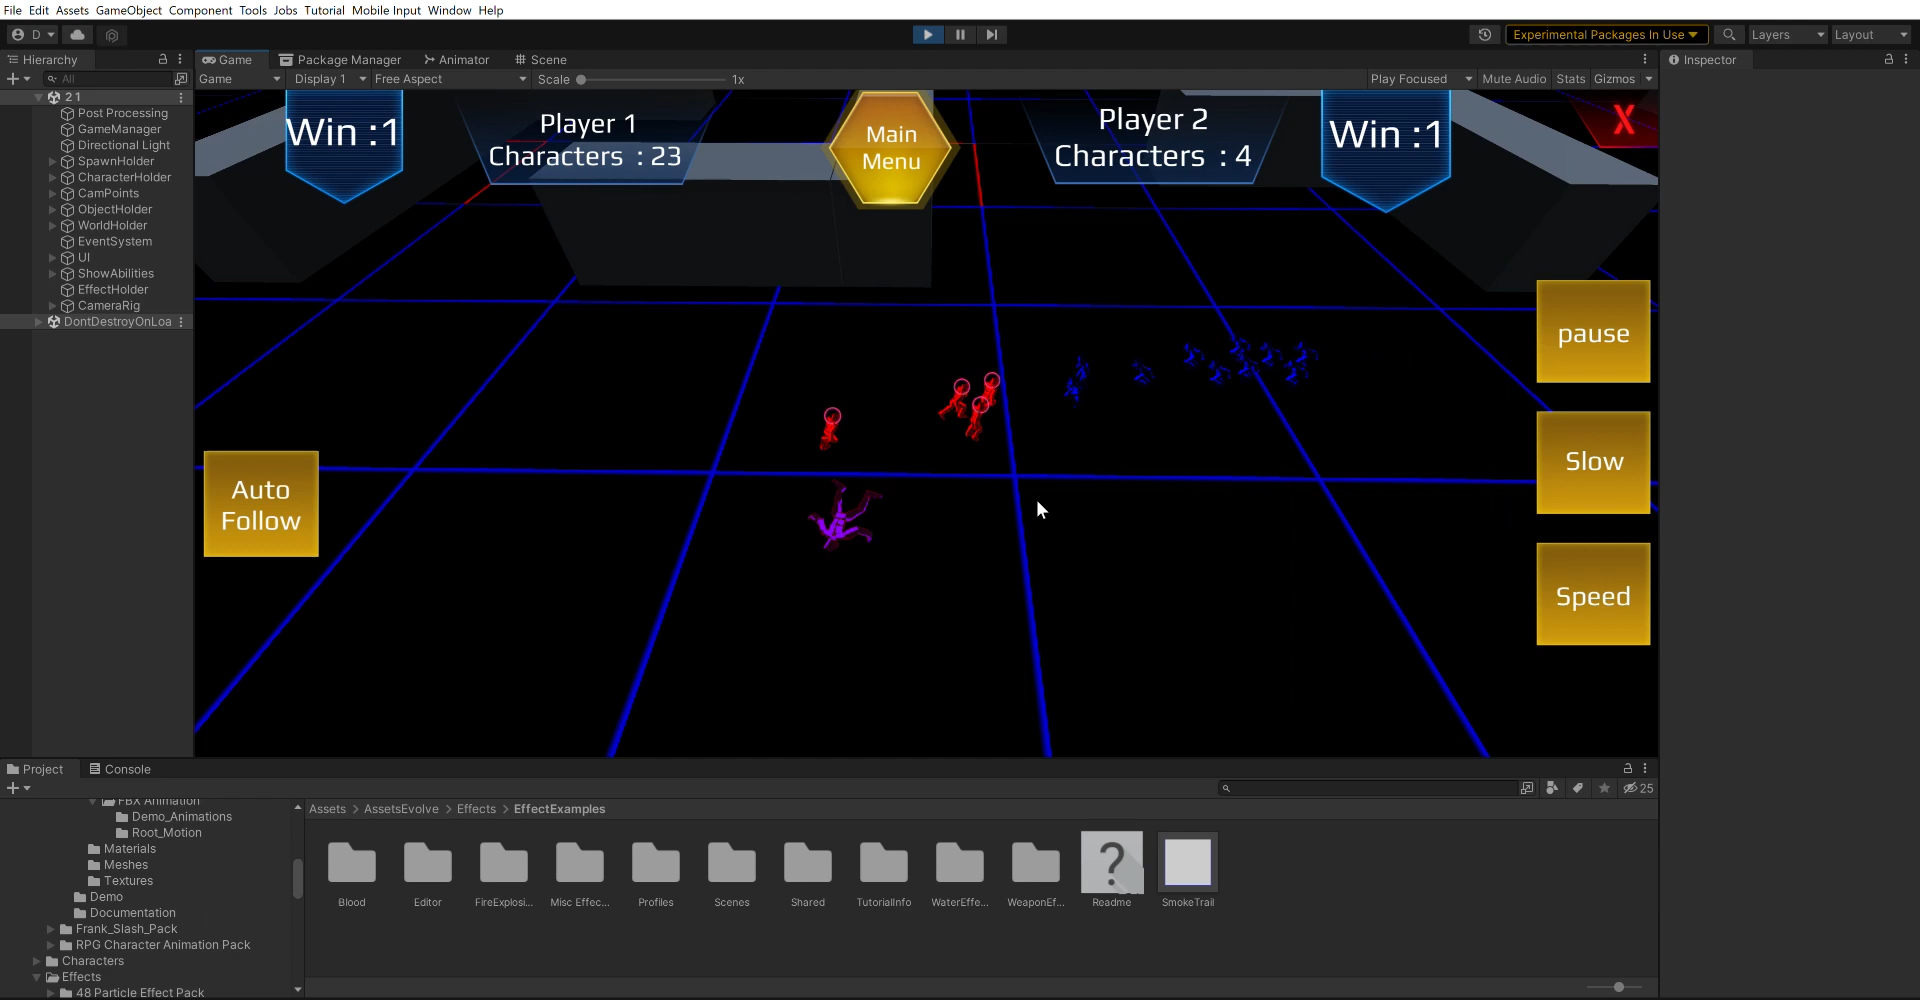 File Edit Assets GameObject Component Tools Jobs Tutorial Mobile Input Window Help
D
Experimental Packages In Use
Layers
Layout
Hierarchy
Game
Package Manager
Animator
Scene
Inspector
All
Game
Display 1
Free Aspect
Scale
1x
Play Focused
Mute Audio
Stats
Gizmos
2 1
Post Processing
GameManager
Directional Light
SpawnHolder
CharacterHolder
CamPoints
ObjectHolder
WorldHolder
EventSystem
UI
ShowAbilities
EffectHolder
CameraRig
DontDestroyOnLoa
Win :1
Player 1
Characters : 23
Main
Menu
Player 2
Characters : 4
Win :1
X
pause
Slow
Speed
Auto
Follow
Project
Console
25
FBX Animation
Demo_Animations
Root_Motion
Materials
Meshes
Textures
Demo
Documentation
Frank_Slash_Pack
RPG Character Animation Pack
Characters
Effects
48 Particle Effect Pack
Assets > AssetsEvolve > Effects > EffectExamples
Blood
Editor
FireExplosi...
Misc Effec...
Profiles
Scenes
Shared
TutorialInfo
WaterEffe...
WeaponEf...
Readme
SmokeTrail